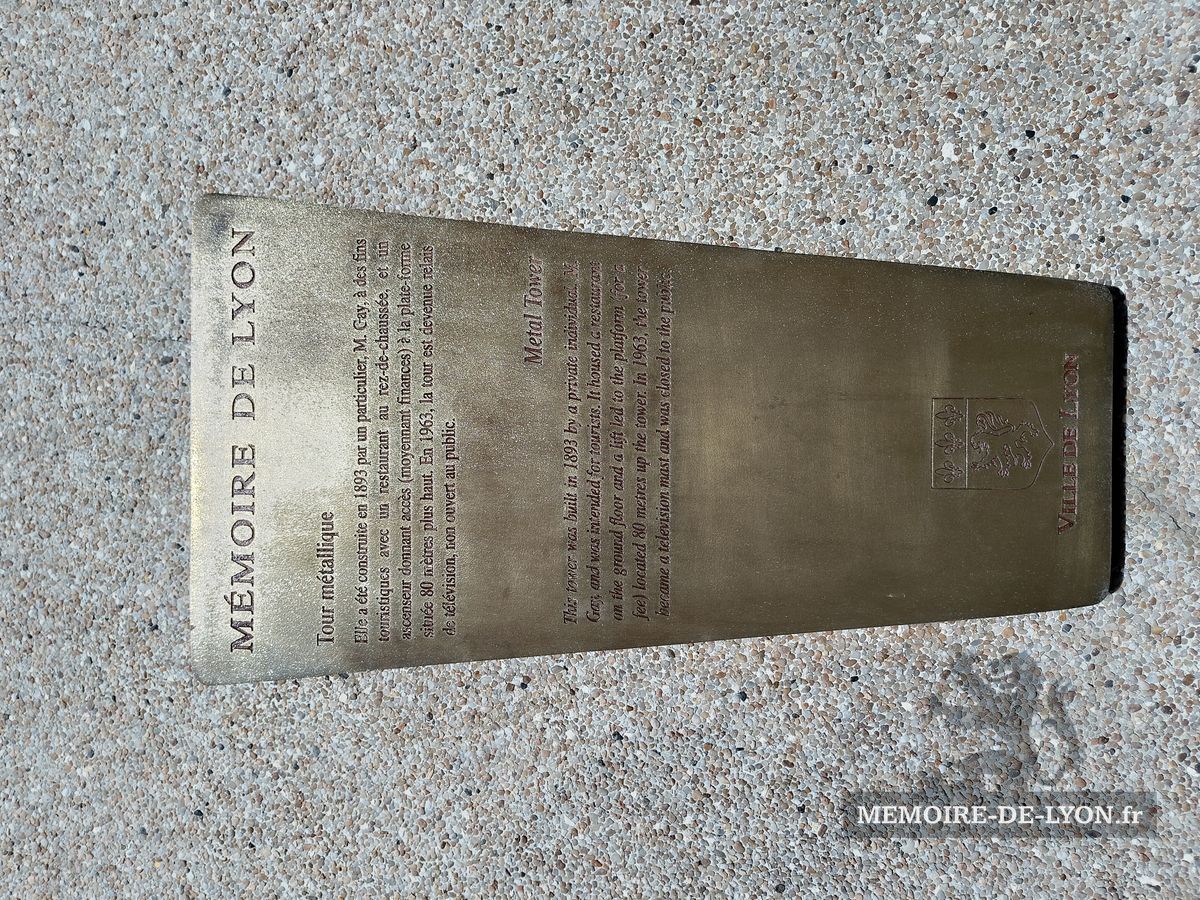 MÉMOIRE DE LYON
Tour métallique
Elle a été construite en 1893 par un particulier, M. Gay, à des fins
touristiques avec un restaurant au rez-de-chaussée et un
ascenseur donnant accès (moyennant finances) à la plate-forme
située 80 mètres plus haut. En 1963, la tour est devenue relais
de télévision, non ouvert au public.
Metal Tower
This tower was built in 1893 by a private individual, M.
Gay, and was intended for tourists. It housed a restaurant
on the ground floor and a lift led to the platform (for a
fee) located 80 metres up the tower. In 1963, the tower
became a television mast and was closed to the public.
VILLE DE LYON
MEMOIRE-DE-LYON.fr